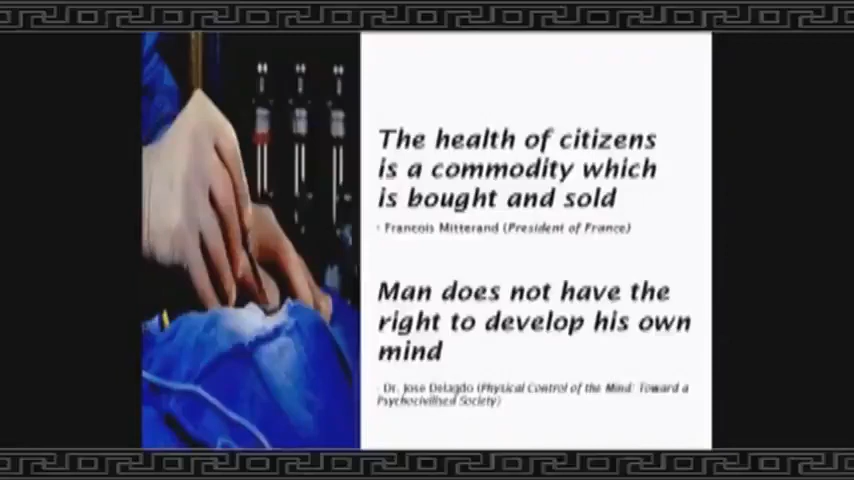 The health of citizens
is a commodity which
is bought and sold
- Francois Mitterand (President of France)
Man does not have the
right to develop his own
mind
- Dr. Jose Delagdo (Physical Control of the Mind: Toward a
Psychocivilised Society)